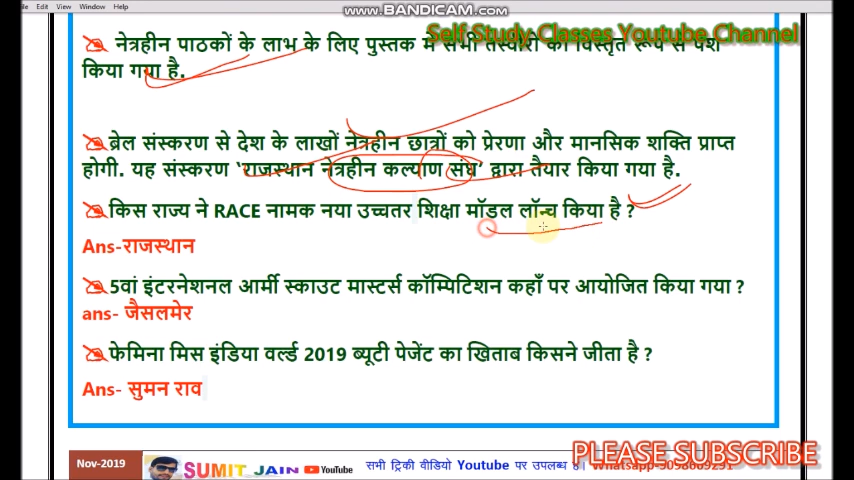 www.BANDICAM.com
File Edit View Window Help
Self Study Classes Youtube Channel
नेत्रहीन पाठकों के लाभ के लिए पुस्तक में सभी तस्वीरों को विस्तृत रूप से पेश
किया गया है.
ब्रेल संस्करण से देश के लाखों नेत्रहीन छात्रों को प्रेरणा और मानसिक शक्ति प्राप्त
होगी. यह संस्करण 'राजस्थान नेत्रहीन कल्याण संघ' द्वारा तैयार किया गया है.
किस राज्य ने RACE नामक नया उच्चतर शिक्षा मॉडल लॉन्च किया है ?
Ans-राजस्थान
5वां इंटरनेशनल आर्मी स्काउट मास्टर्स कॉम्पिटिशन कहाँ पर आयोजित किया गया ?
ans- जैसलमेर
फेमिना मिस इंडिया वर्ल्ड 2019 ब्यूटी पेजेंट का खिताब किसने जीता है ?
Ans- सुमन राव
PLEASE SUBSCRIBE
Nov-2019 SUMIT JAIN YouTube सभी ट्रिकी वीडियो Youtube पर उपलब्ध